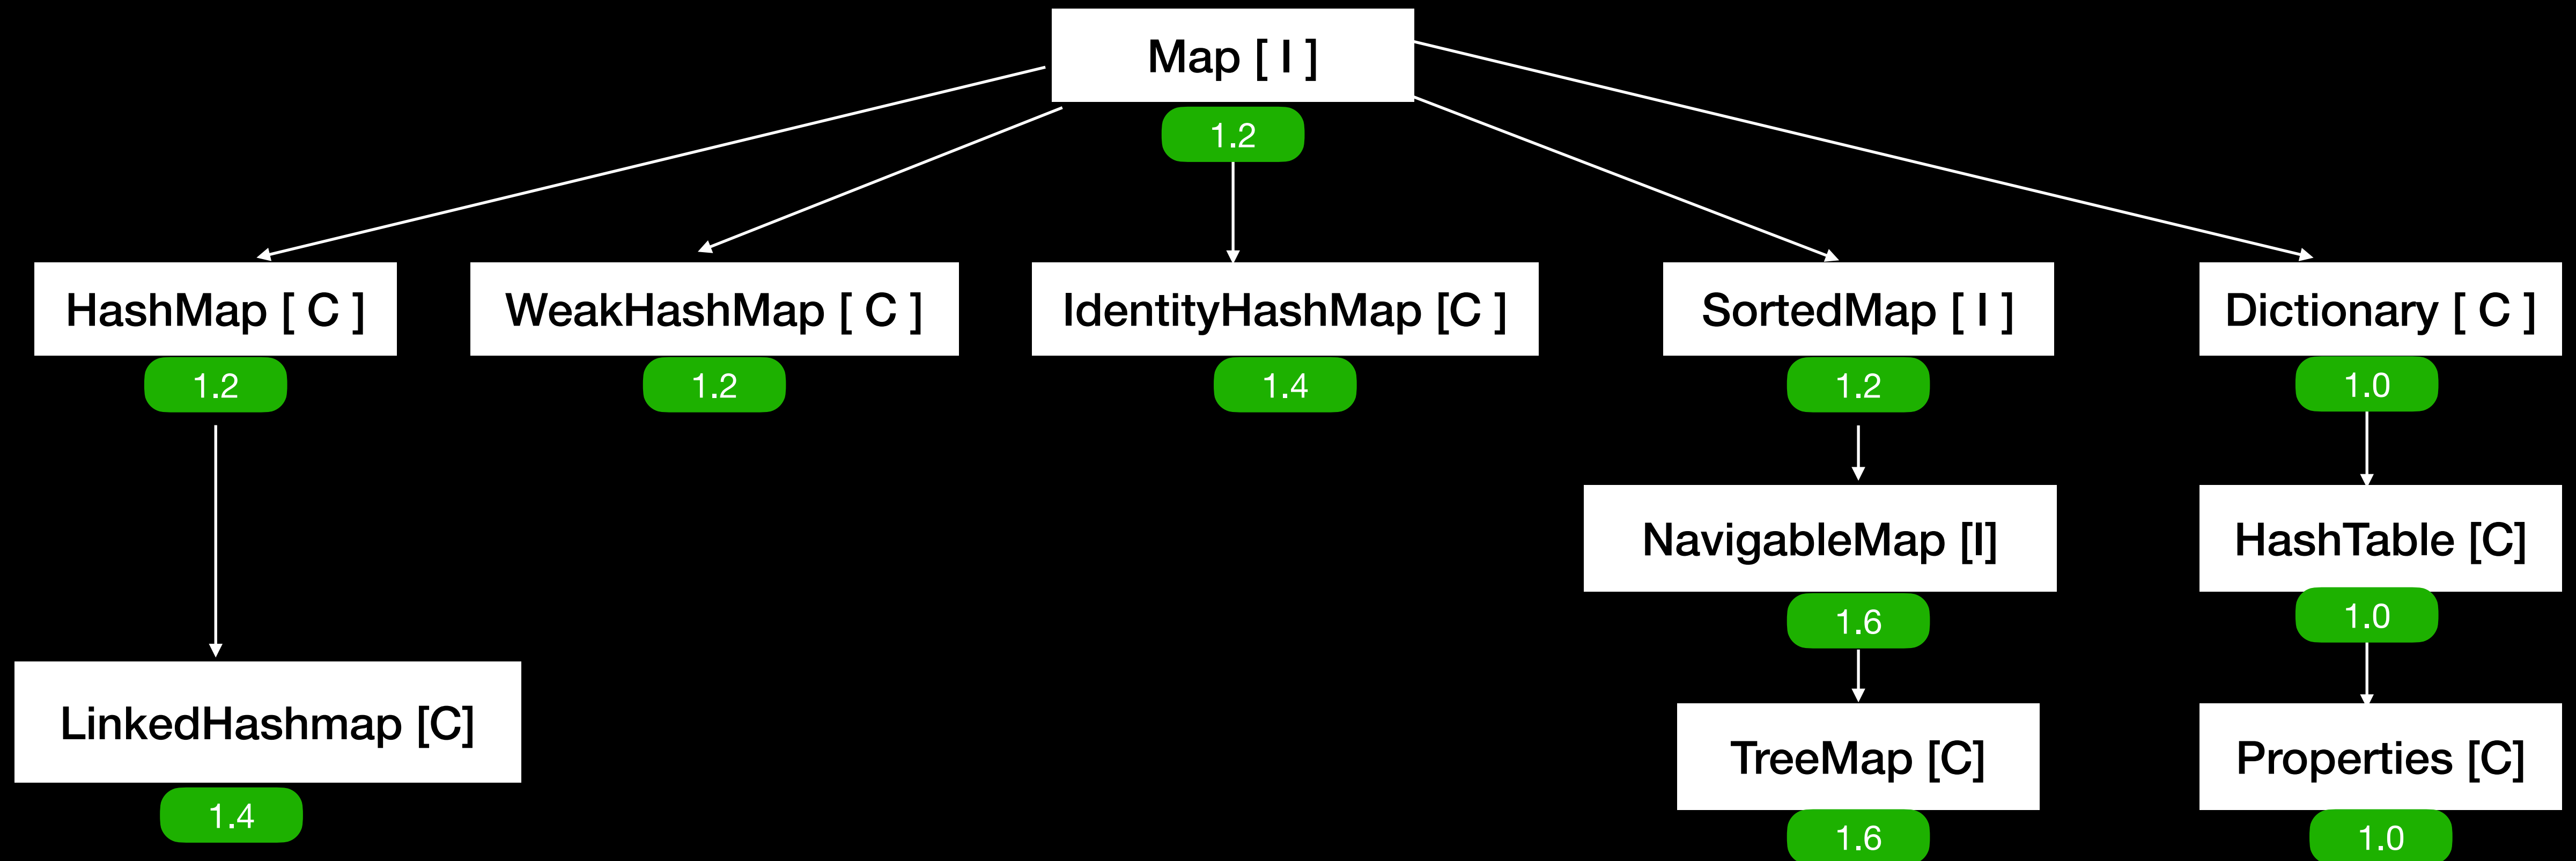 Map [ I ]
1.2
HashMap [ C ]
WeakHashMap [ C ]
IdentityHashMap [C ]
SortedMap [ I ]
Dictionary [ C ]
1.2
1.2
1.4
1.2
1.0
NavigableMap [I]
HashTable [C]
1.6
1.0
LinkedHashmap [C]
TreeMap [C]
Properties [C]
1.4
1.6
1.0